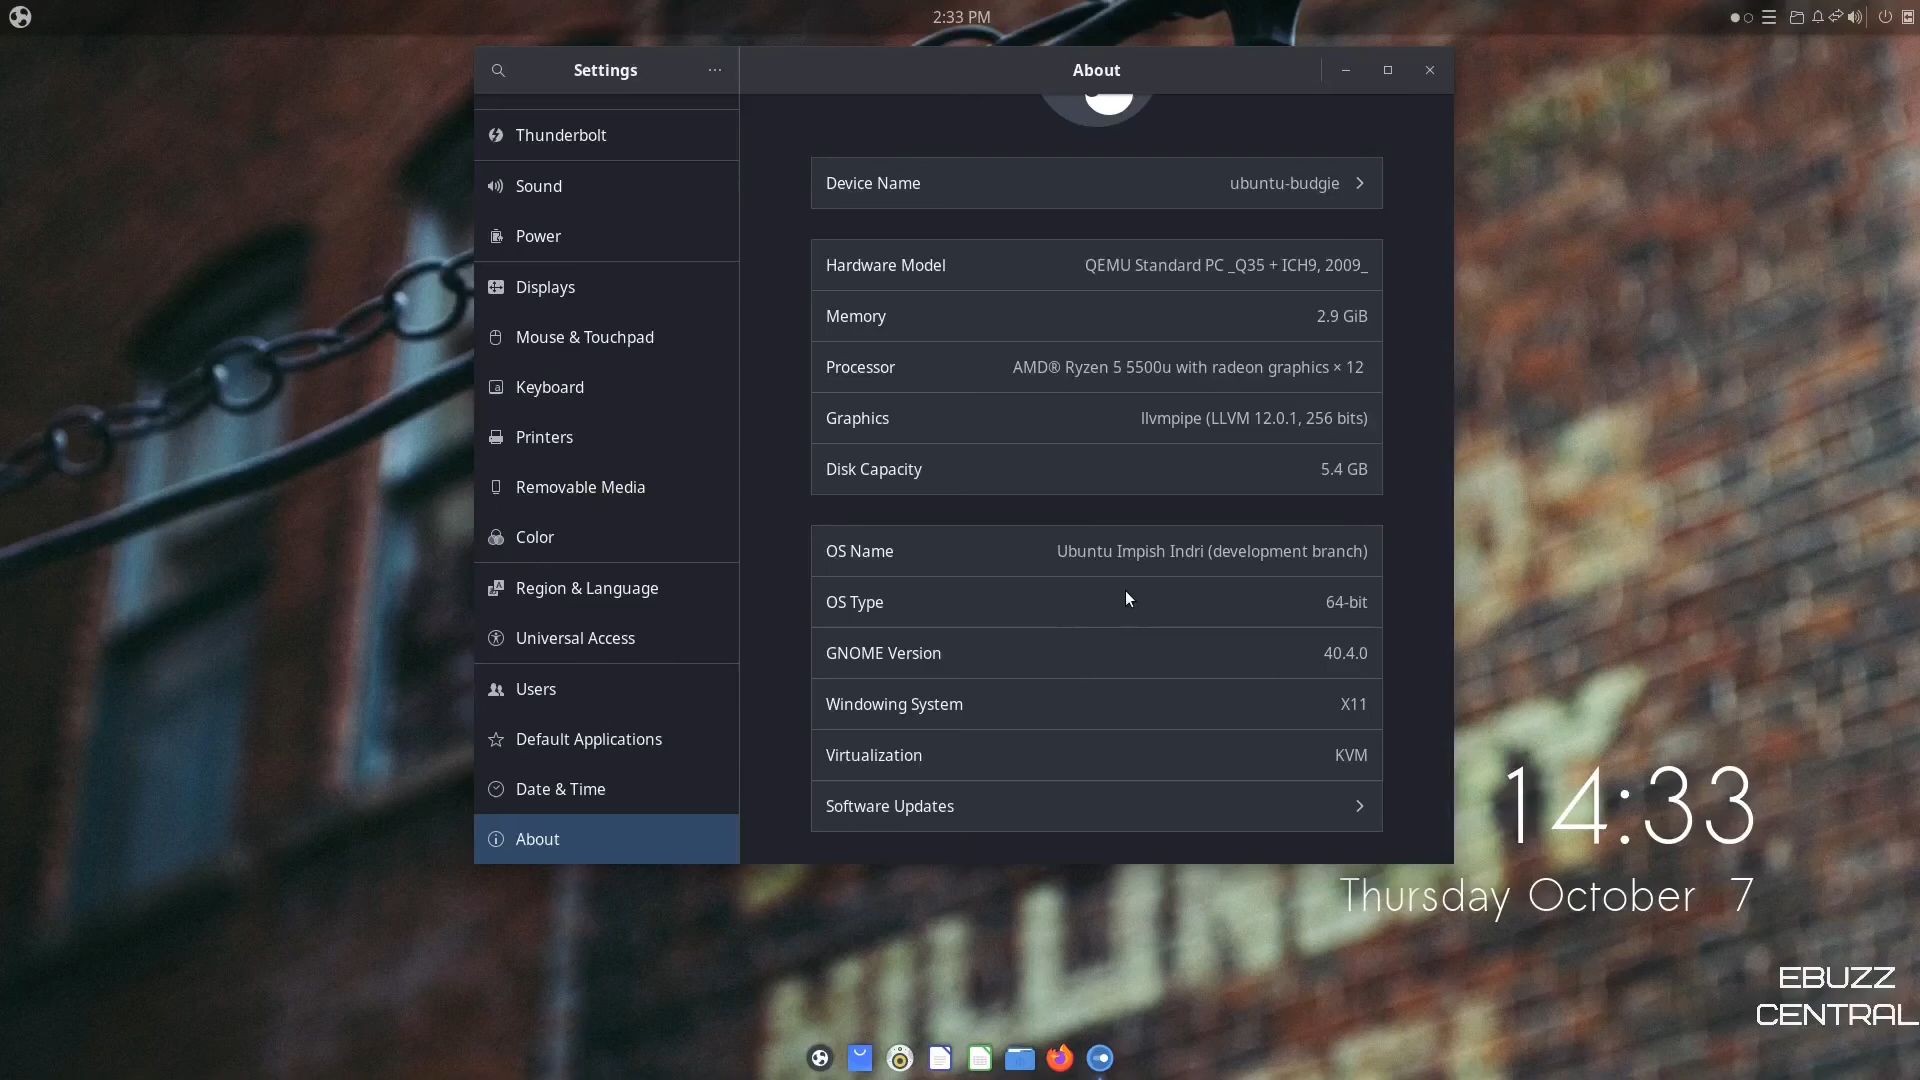 2:33 PM
Settings
About
Thunderbolt
Sound
Power
Displays
Mouse & Touchpad
Keyboard
Printers
Removable Media
Color
Region & Language
Universal Access
Users
Default Applications
Date & Time
About
Device Name ubuntu-budgie
Hardware Model QEMU Standard PC _Q35 + ICH9, 2009_
Memory 2.9 GiB
Processor AMD® Ryzen 5 5500u with radeon graphics × 12
Graphics llvmpipe (LLVM 12.0.1, 256 bits)
Disk Capacity 5.4 GB
OS Name Ubuntu Impish Indri (development branch)
OS Type 64-bit
GNOME Version 40.4.0
Windowing System X11
Virtualization KVM
Software Updates
14:33
Thursday October 7
EBUZZ
CENTRAL